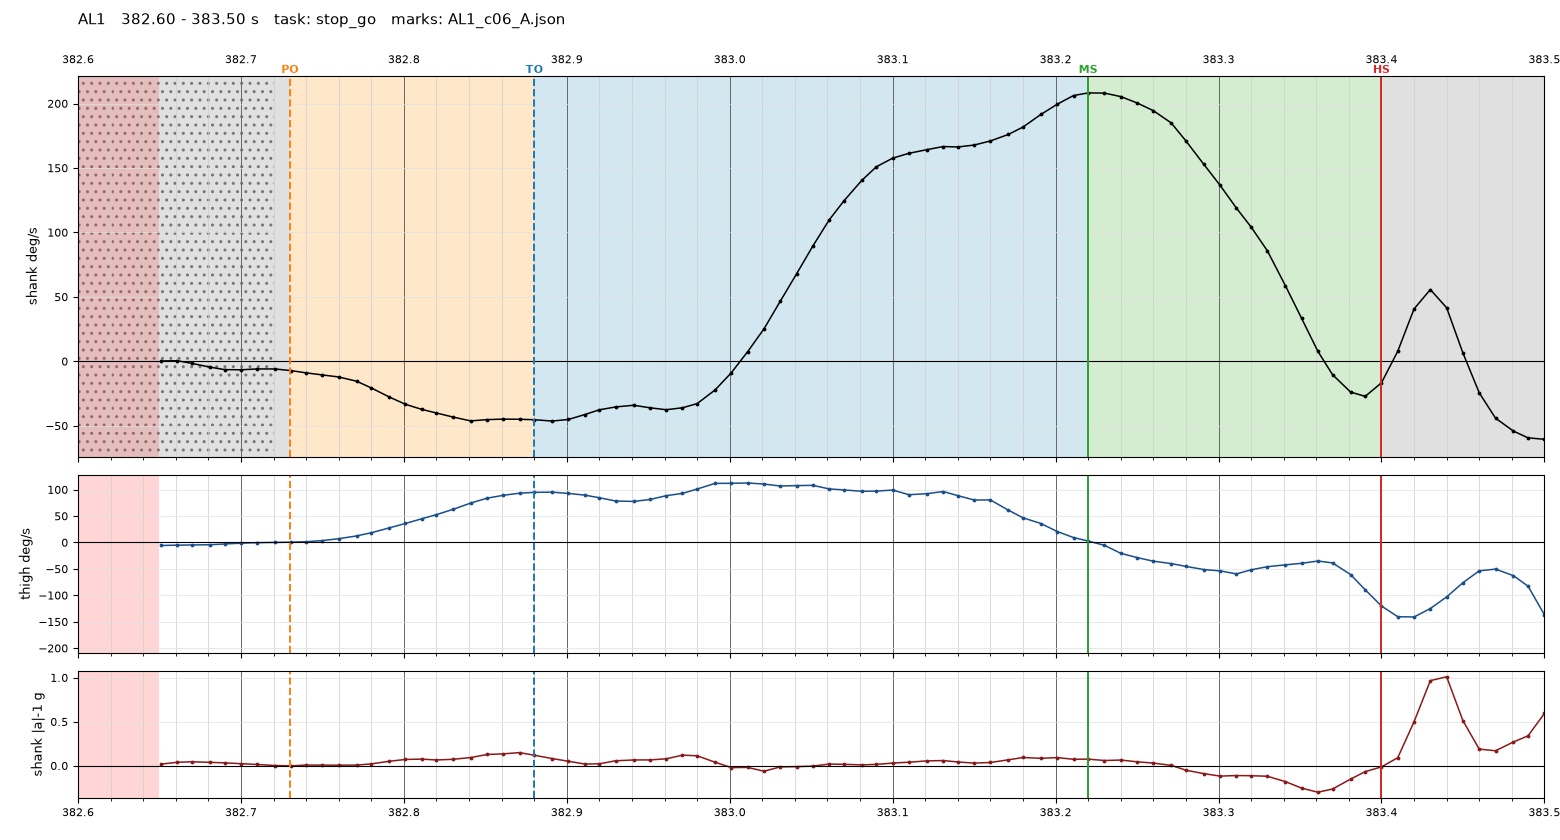 AL1   382.60 - 383.50 s   task: stop_go   marks: AL1_c06_A.json
382.6 382.7 382.8 382.9 383.0 383.1 383.2 383.3 383.4 383.5
PO TO MS HS
shank deg/s
200
150
100
50
0
−50
thigh deg/s
100
50
0
−50
−100
−150
−200
shank |a|-1 g
1.0
0.5
0.0
382.6 382.7 382.8 382.9 383.0 383.1 383.2 383.3 383.4 383.5